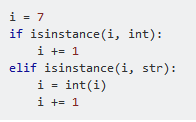 i = 7
if isinstance(i, int):
    i += 1
elif isinstance(i, str):
    i = int(i)
    i += 1